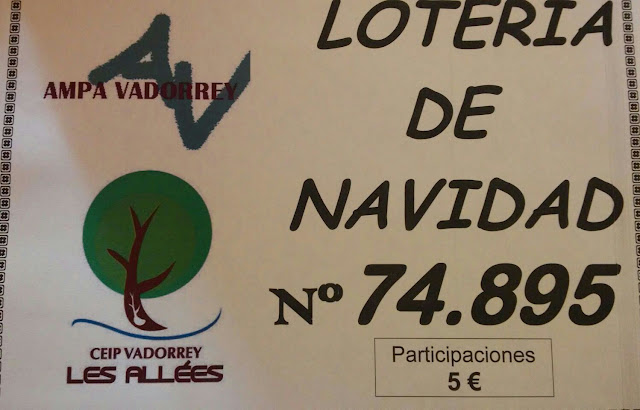 AV
AMPA VADORREY
CEIP VADORREY
LES ALLÉES
LOTERIA
DE
NAVIDAD
Nº 74.895
Participaciones
5 €